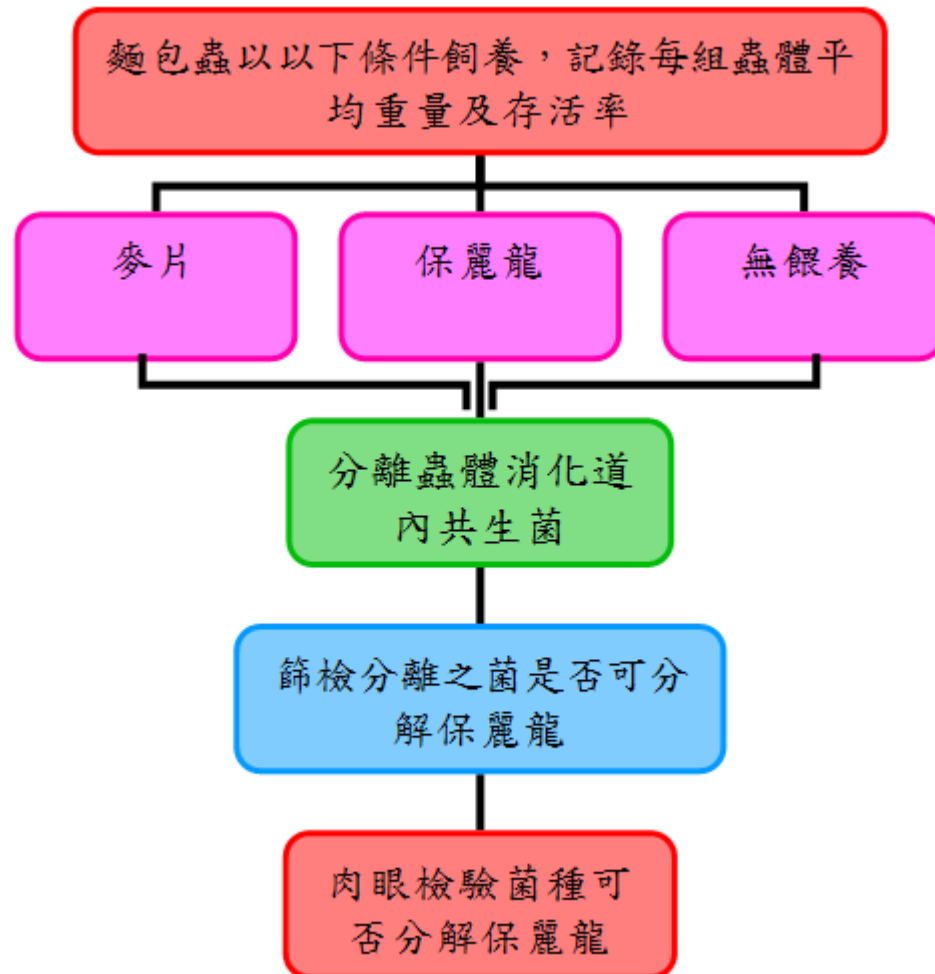 麵包蟲以以下條件飼養，記錄每組蟲體平
均重量及存活率
麥片
保麗龍
無餵養
分離蟲體消化道
內共生菌
篩檢分離之菌是否可分
解保麗龍
肉眼檢驗菌種可
否分解保麗龍